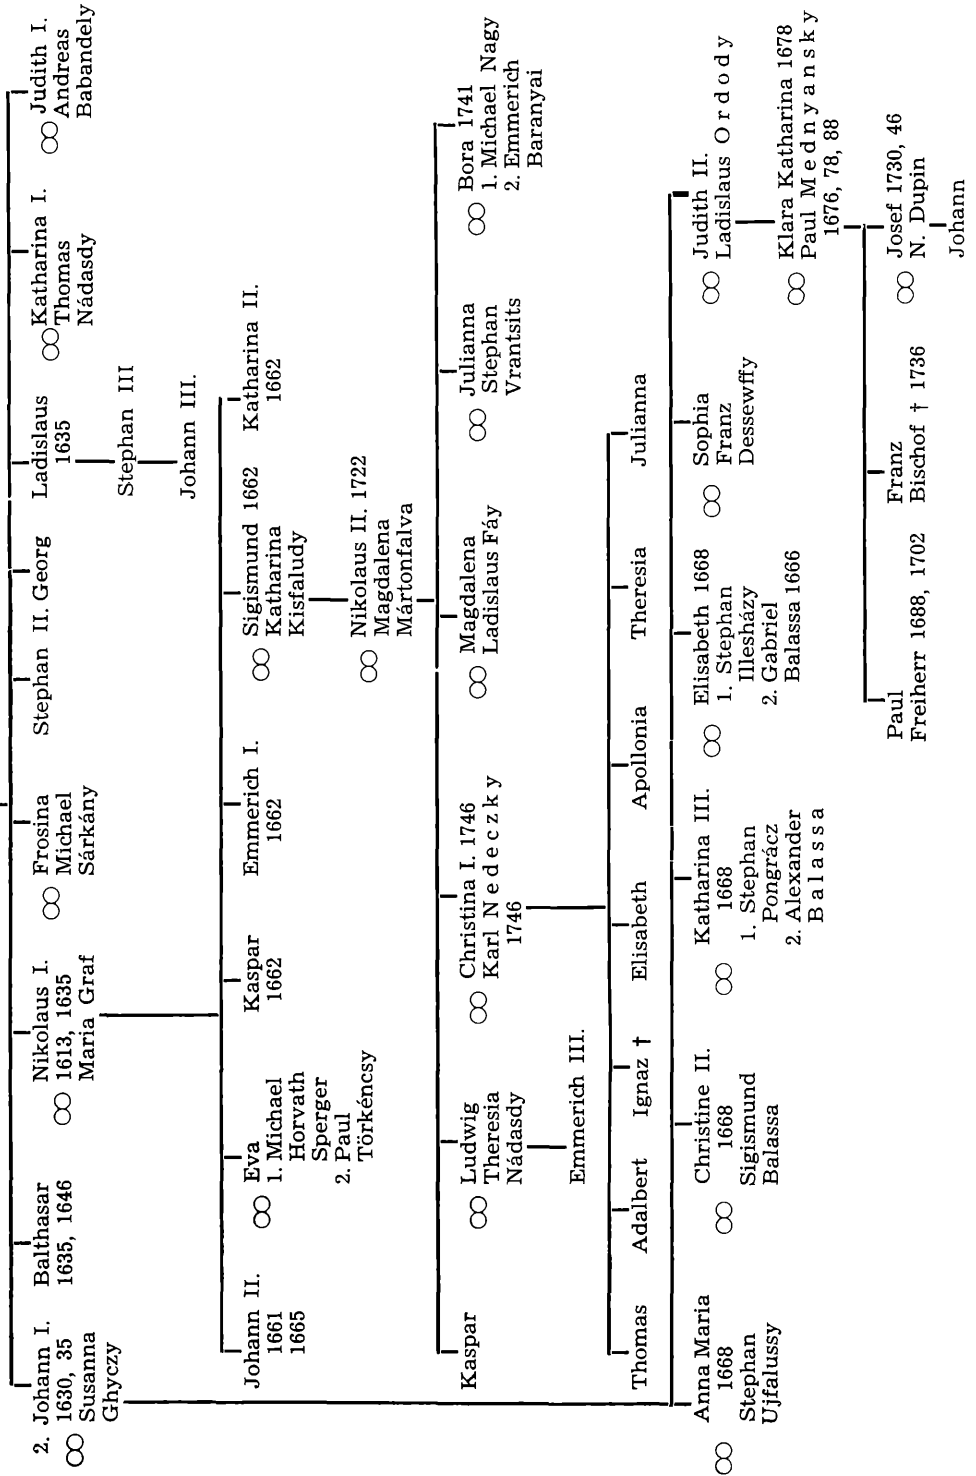 2. Johann I.
1630, 35
∞ Susanna
Ghyczy
Balthasar
1635, 1646
Nikolaus I.
∞ 1613, 1635
Maria Graf
∞ Frosina
Michael
Sárkány
Stephan II.
Georg
Ladislaus
1635
Stephan III
Johann III.
∞ Katharina I.
Thomas
Nádasdy
∞ Judith I.
Andreas
Babandely
Johann II.
1661
1665
∞ Eva
1. Michael
Horvath
Sperger
2. Paul
Törkéncsy
Kaspar
1662
Emmerich I.
1662
∞ Sigismund 1662
Katharina
Kisfaludy
Katharina II.
1662
∞ Nikolaus II. 1722
Magdalena
Mártonfalva
Kaspar
∞ Ludwig
Theresia
Nádasdy
Emmerich III.
∞ Christina I. 1746
Karl Nedeczky
1746
∞ Magdalena
Ladislaus Fáy
∞ Julianna
Stephan
Vrantsits
∞ Bora 1741
1. Michael Nagy
2. Emmerich
Baranyai
Thomas
Adalbert
Ignaz †
Elisabeth
Apollonia
Theresia
Julianna
∞ Anna Maria
1668
Stephan
Ujfalussy
∞ Christine II.
1668
Sigismund
Balassa
∞ Katharina III.
1668
1. Stephan
Pongrácz
2. Alexander
Balassa
∞ Elisabeth 1668
1. Stephan
Illesházy
2. Gabriel
Balassa 1666
∞ Sophia
Franz
Dessewffy
∞ Judith II.
Ladislaus Ordody
∞ Klara Katharina 1678
Paul Mednyansky
1676, 78, 88
Paul
Freiherr 1688, 1702
Franz
Bischof † 1736
∞ Josef 1730, 46
N. Dupin
Johann